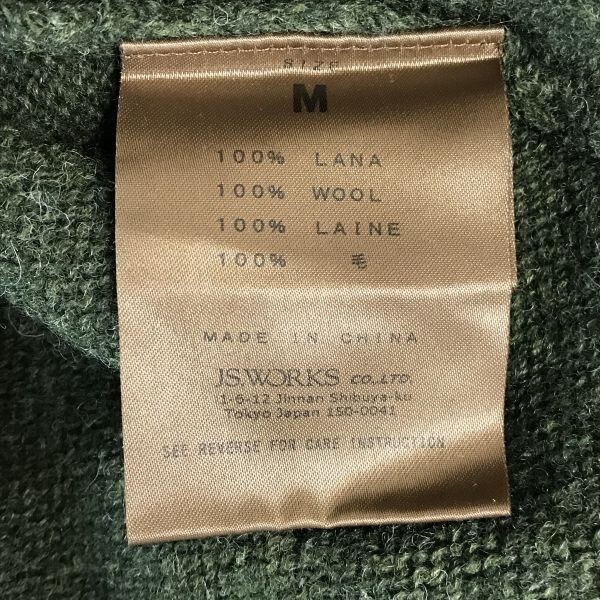 SIZE
M
100% LANA
100% WOOL
100% LAINE
100% 毛
MADE IN CHINA
JS.WORKS CO.,LTD.
1-6-12 Jinnan Shibuya-ku
Tokyo Japan 150-0041
SEE REVERSE FOR CARE INSTRUCTION